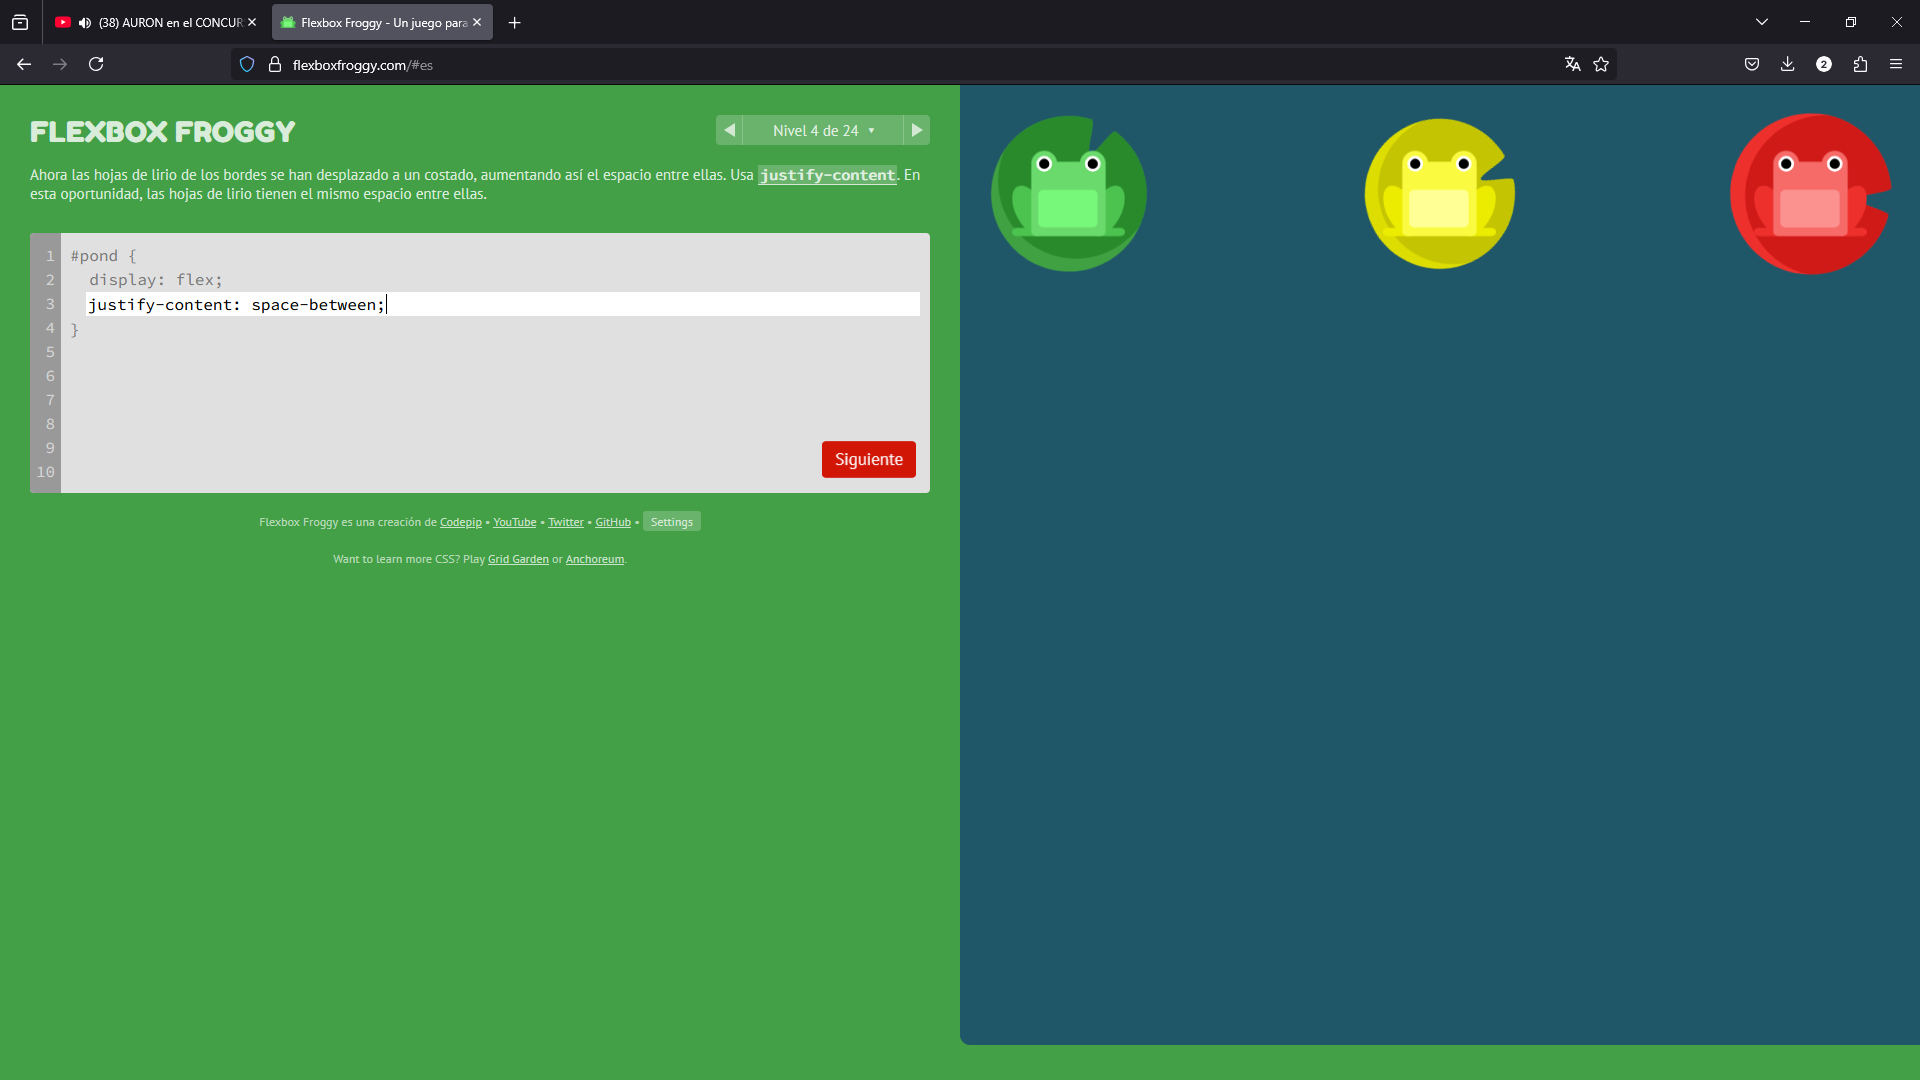 (38) AURON en el CONCUR
Flexbox Froggy - Un juego para
flexboxfroggy.com/#es
2
FLEXBOX FROGGY
Nivel 4 de 24 ▼
Ahora las hojas de lirio de los bordes se han desplazado a un costado, aumentando así el espacio entre ellas. Usa justify-content. En
esta oportunidad, las hojas de lirio tienen el mismo espacio entre ellas.
1 #pond {
2 display: flex;
3 justify-content: space-between;
4 }
5
6
7
8
9
10
Siguiente
Flexbox Froggy es una creación de Codepip • YouTube • Twitter • GitHub • Settings
Want to learn more CSS? Play Grid Garden or Anchoreum.